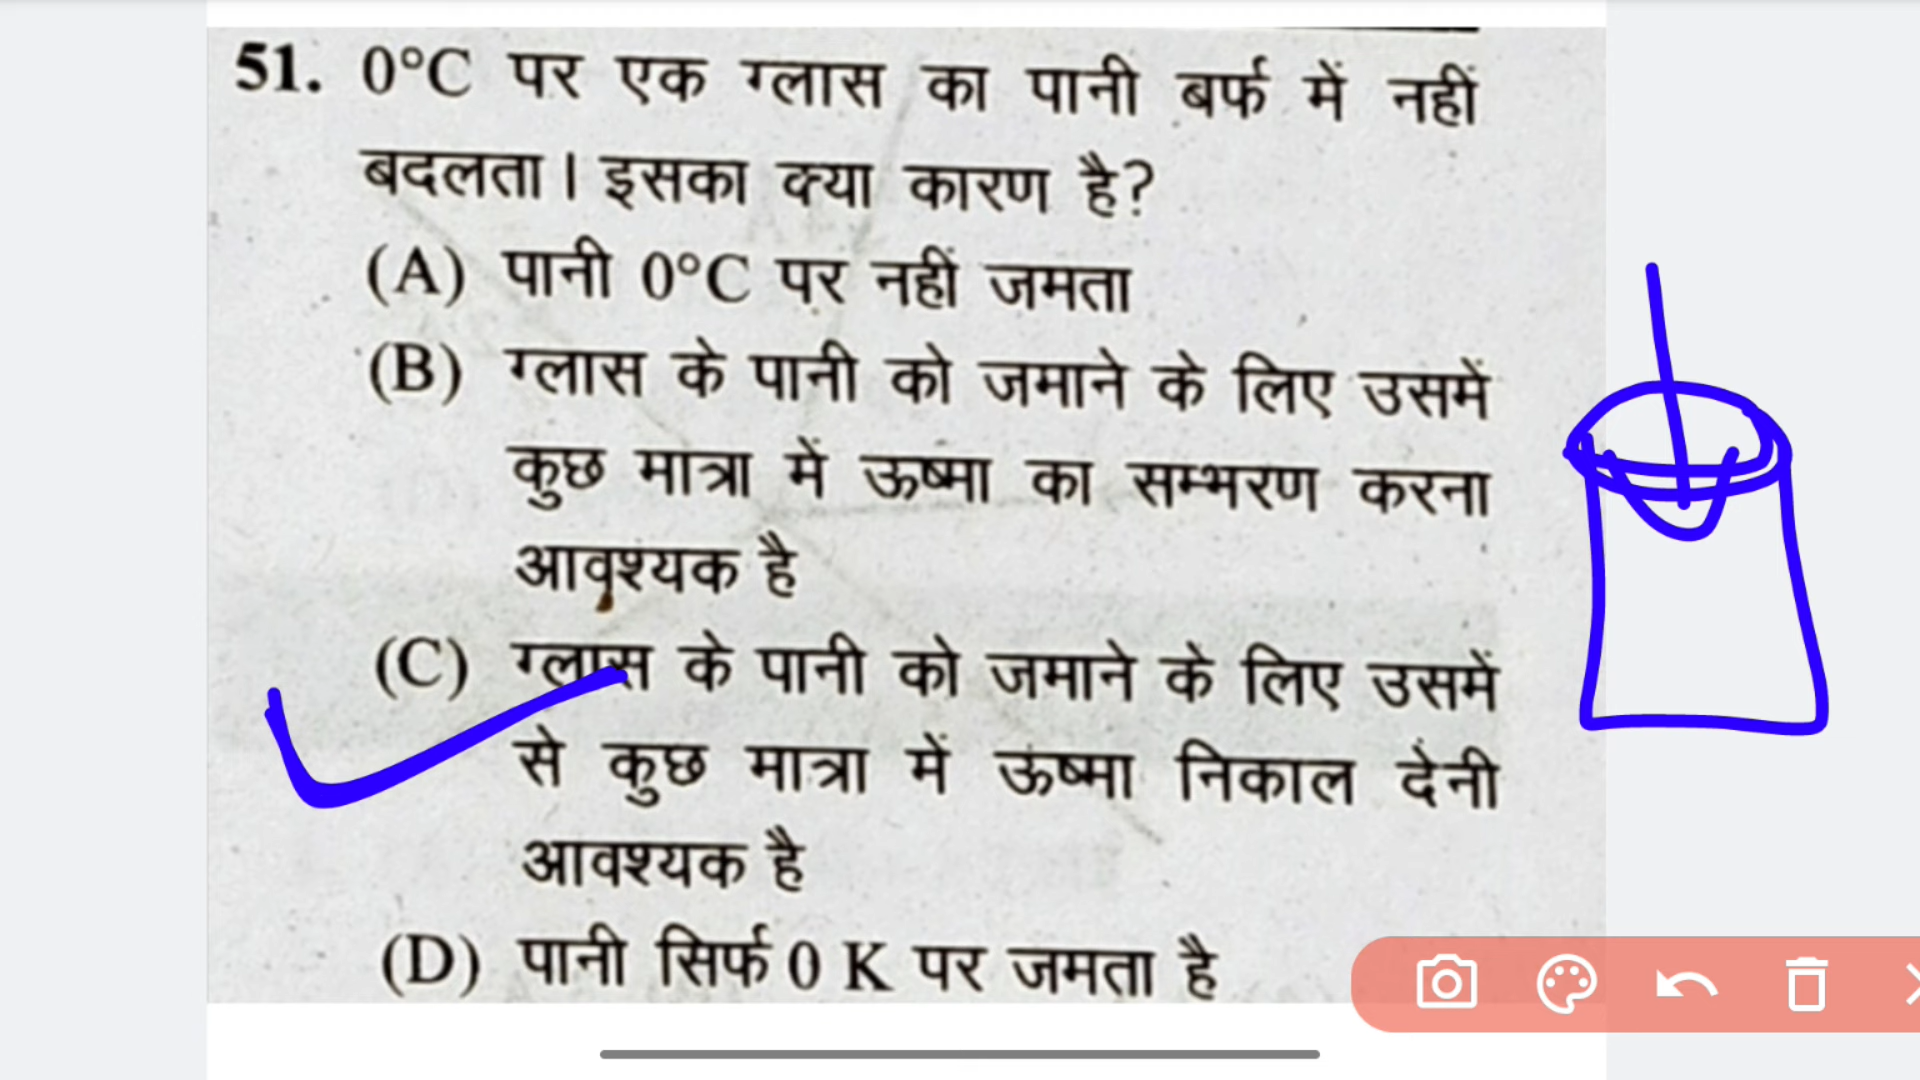 51. 0°C पर एक ग्लास का पानी बर्फ में नहीं
बदलता। इसका क्या कारण है?
(A) पानी 0°C पर नहीं जमता
(B) ग्लास के पानी को जमाने के लिए उसमें
कुछ मात्रा में ऊष्मा का सम्भरण करना
आवश्यक है
(C) ग्लास के पानी को जमाने के लिए उसमें
से कुछ मात्रा में ऊष्मा निकाल देनी
आवश्यक है
(D) पानी सिर्फ 0 K पर जमता है